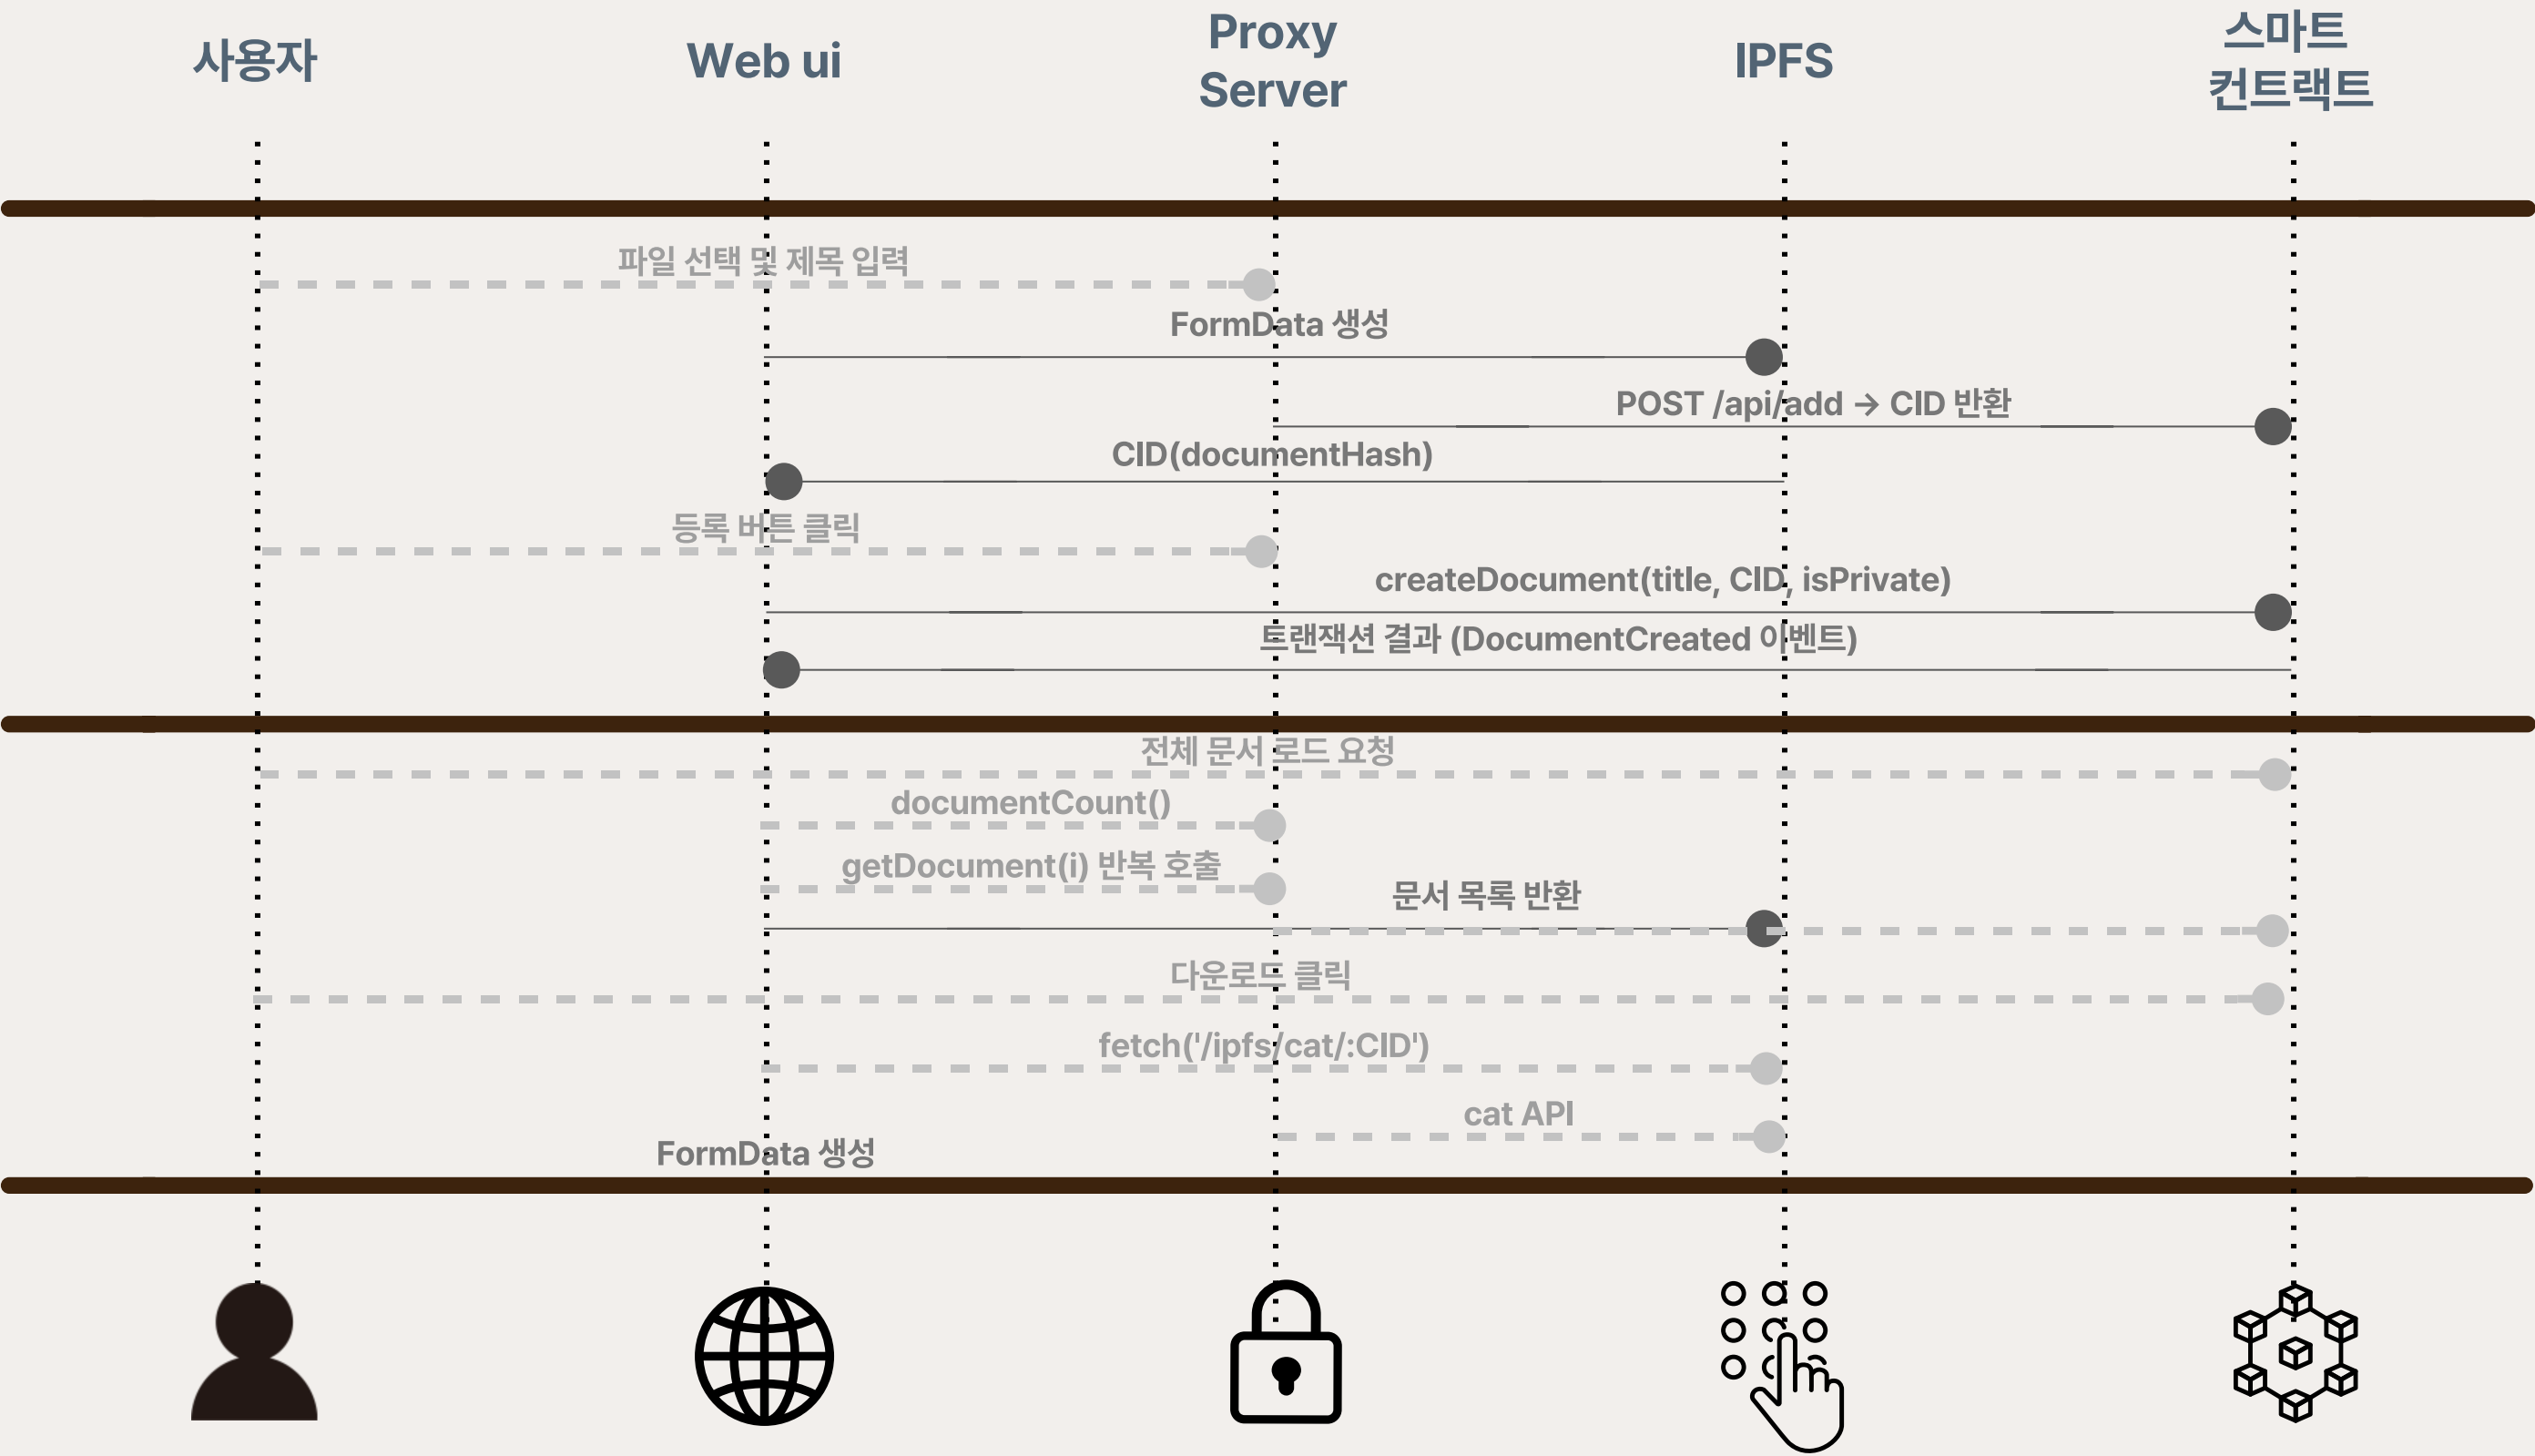 사용자
Web ui
Proxy
Server
IPFS
스마트
컨트랙트
파일 선택 및 제목 입력
FormData 생성
POST /api/add → CID 반환
CID(documentHash)
등록 버튼 클릭
createDocument(title, CID, isPrivate)
트랜잭션 결과 (DocumentCreated 이벤트)
전체 문서 로드 요청
documentCount()
getDocument(i) 반복 호출
문서 목록 반환
다운로드 클릭
fetch('/ipfs/cat/:CID')
cat API
FormData 생성